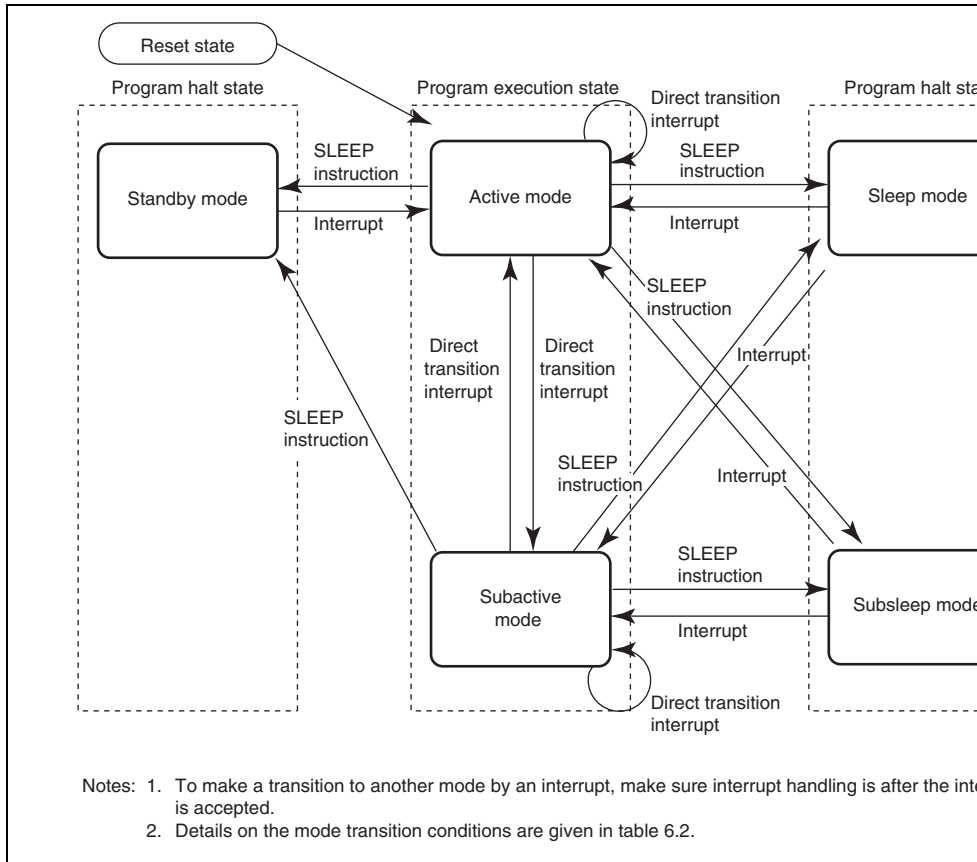 Reset state
Program halt state
Program execution state
Program halt sta
Direct transition
interrupt
SLEEP
instruction
SLEEP
instruction
Standby mode
Active mode
Sleep mode
Interrupt
Interrupt
SLEEP
instruction
Direct
transition
interrupt
Direct
transition
interrupt
Interrupt
SLEEP
instruction
SLEEP
instruction
Interrupt
SLEEP
instruction
Subactive
mode
Subsleep mode
Interrupt
Direct transition
interrupt
Notes: 1. To make a transition to another mode by an interrupt, make sure interrupt handling is after the inte
is accepted.
2. Details on the mode transition conditions are given in table 6.2.